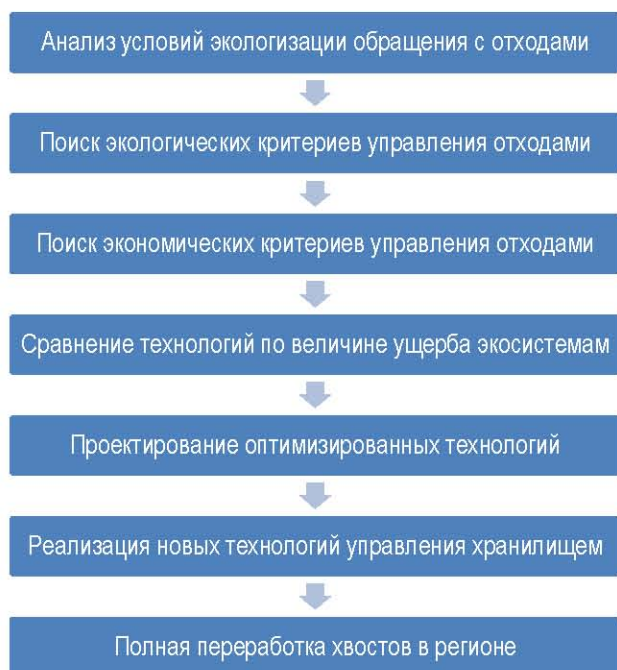 Анализ условий экологизации обращения с отходами
Поиск экологических критериев управления отходами
Поиск экономических критериев управления отходами
Сравнение технологий по величине ущерба экосистемам
Проектирование оптимизированных технологий
Реализация новых технологий управления хранилищем
Полная переработка хвостов в регионе